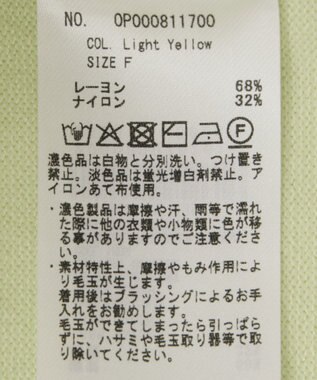 NO. OP000811700
COL. Light Yellow
SIZE F
レーヨン 68%
ナイロン 32%
F
濃色品は白物と分別洗い。つけ置き
禁止。淡色品は蛍光増白剤禁止。ア
イロンあて布使用。
・濃色製品は摩擦や汗、雨等で濡れ
た際に他の衣類や小物類に色が移
る事がありますのでご注意くださ
い。
・素材特性上、摩擦やもみ作用によ
り毛玉が生じます。
着用後はブラッシングによるお手
入れをお勧めします。
毛玉ができてしまったら引っぱら
ずに、ハサミや毛玉取り器等で取
り除いてください。